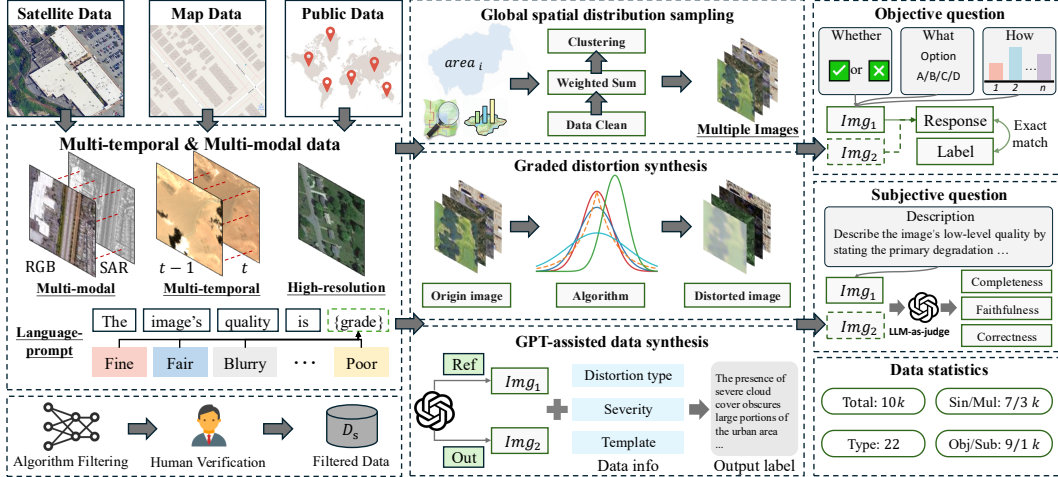 Satellite Data
Map Data
Public Data
Multi-temporal & Multi-modal data
RGB
SAR
Multi-modal
t − 1
t
Multi-temporal
High-resolution
Language-prompt
The
image's
quality
is
{grade}
Fine
Fair
Blurry
...
Poor
Algorithm Filtering
Human Verification
D_s
Filtered Data
Global spatial distribution sampling
area i
Clustering
Weighted Sum
Data Clean
Multiple Images
Graded distortion synthesis
Origin image
Algorithm
Distorted image
GPT-assisted data synthesis
Ref
Out
Img₁
Img₂
Distortion type
Severity
Template
Data info
The presence of
severe cloud
cover obscures
large portions of
the urban area
...
Output label
Objective question
Whether
or
What
Option
A/B/C/D
How
...
1 2 n
Img₁
Img₂
Response
Label
Exact
match
Subjective question
Description
Describe the image's low-level quality by
stating the primary degradation ...
Img₁
Img₂
LLM-as-judge
Completeness
Faithfulness
Correctness
Data statistics
Total: 10k
Sin/Mul: 7/3 k
Type: 22
Obj/Sub: 9/1 k